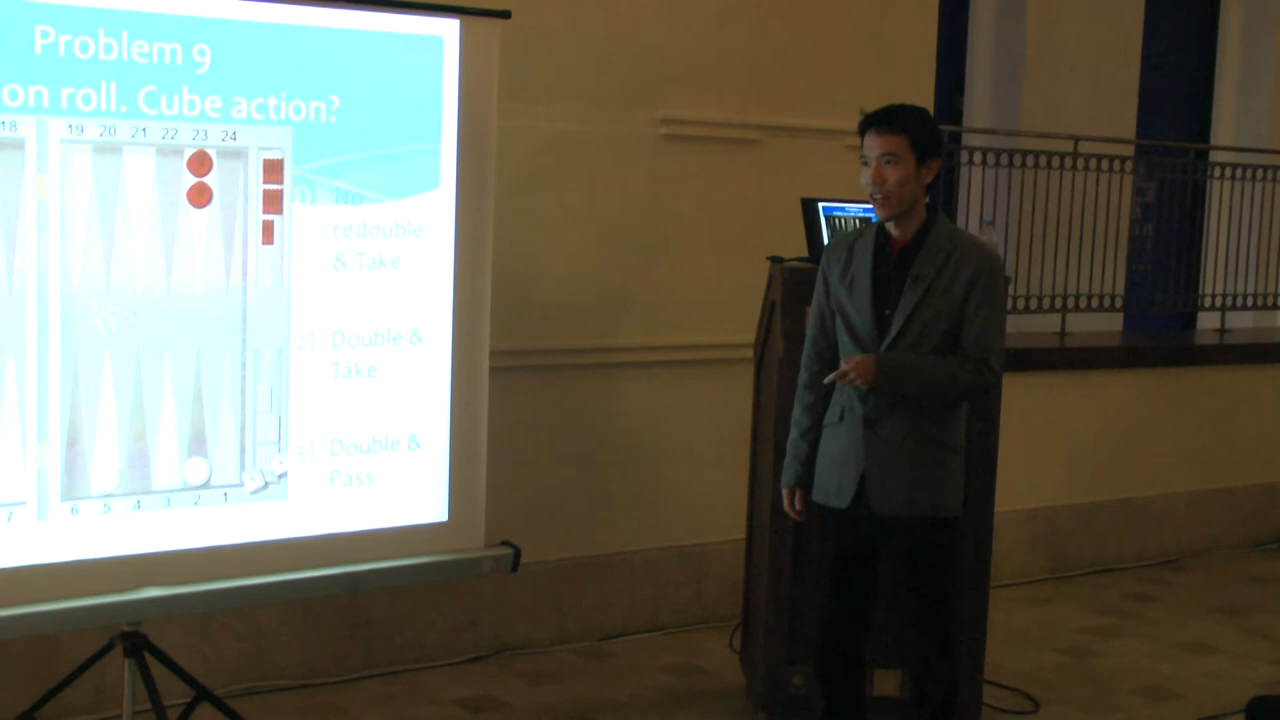 Problem 9
on roll. Cube action?
18 19 20 21 22 23 24
1) No
redouble
& Take
2) Double &
Take
3) Double &
Pass
7 6 5 4 3 2 1